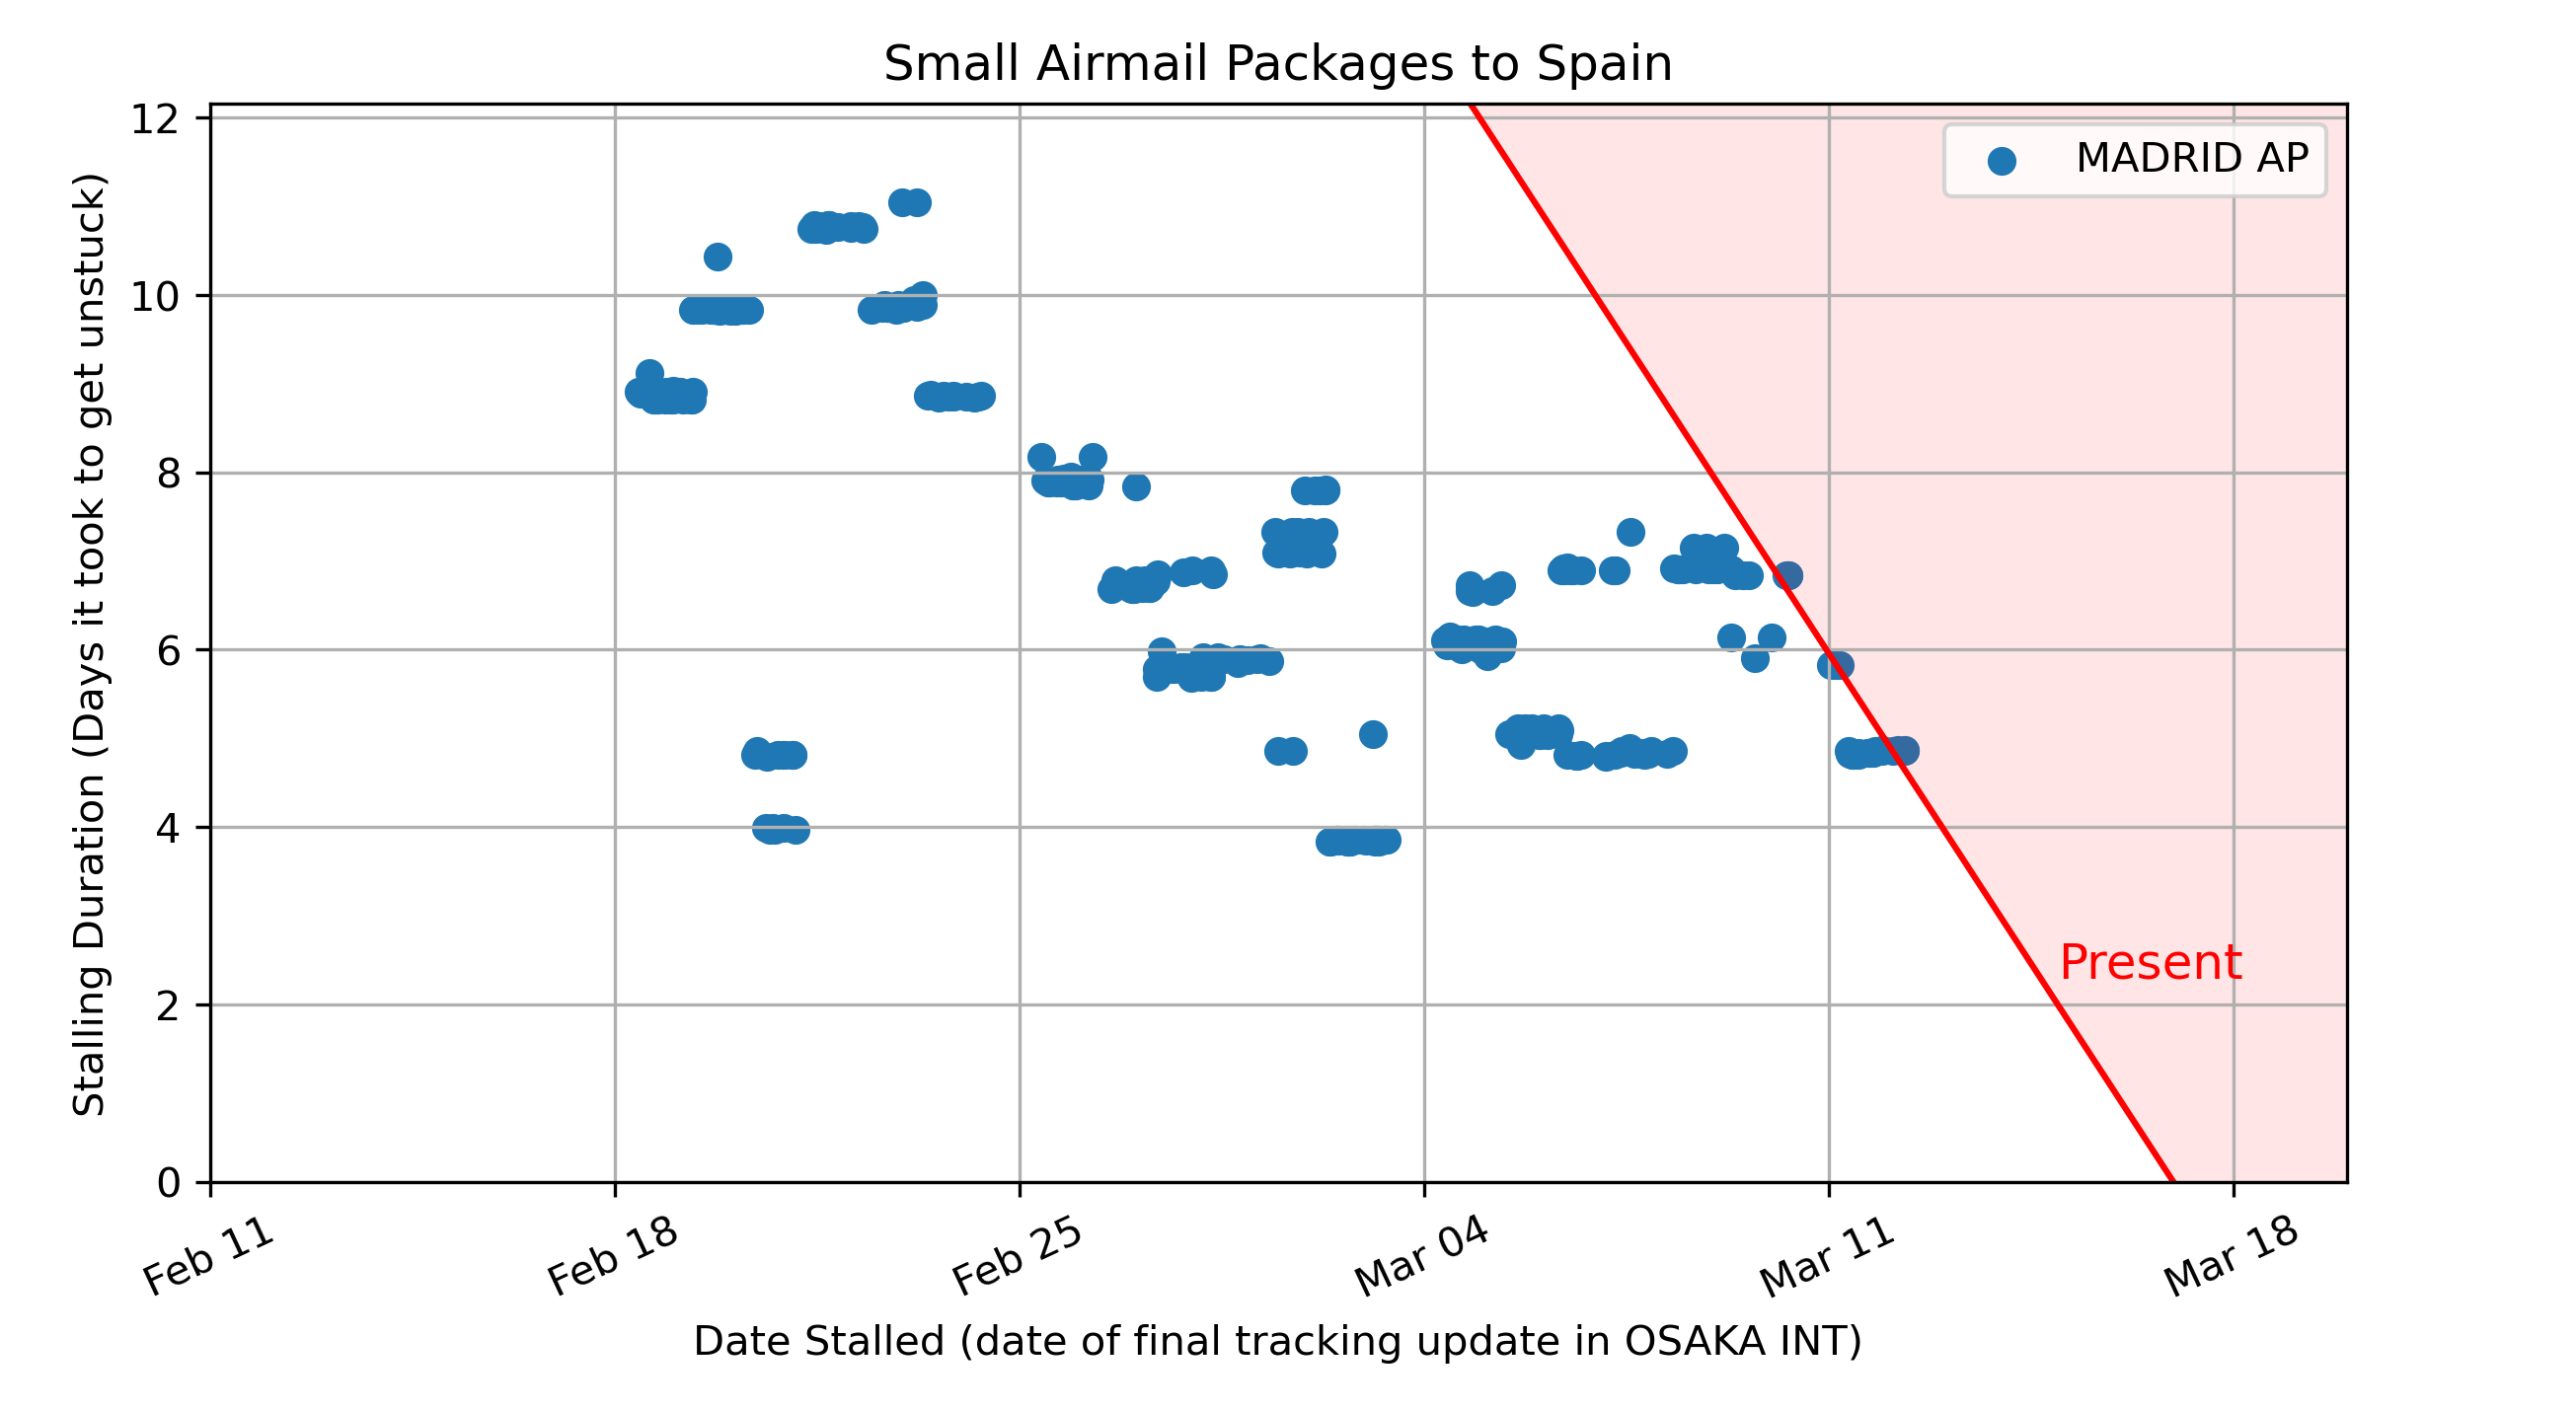 Small Airmail Packages to Spain
Stalling Duration (Days it took to get unstuck)
12
10
8
6
4
2
0
MADRID AP
Present
Feb 11
Feb 18
Feb 25
Mar 04
Mar 11
Mar 18
Date Stalled (date of final tracking update in OSAKA INT)